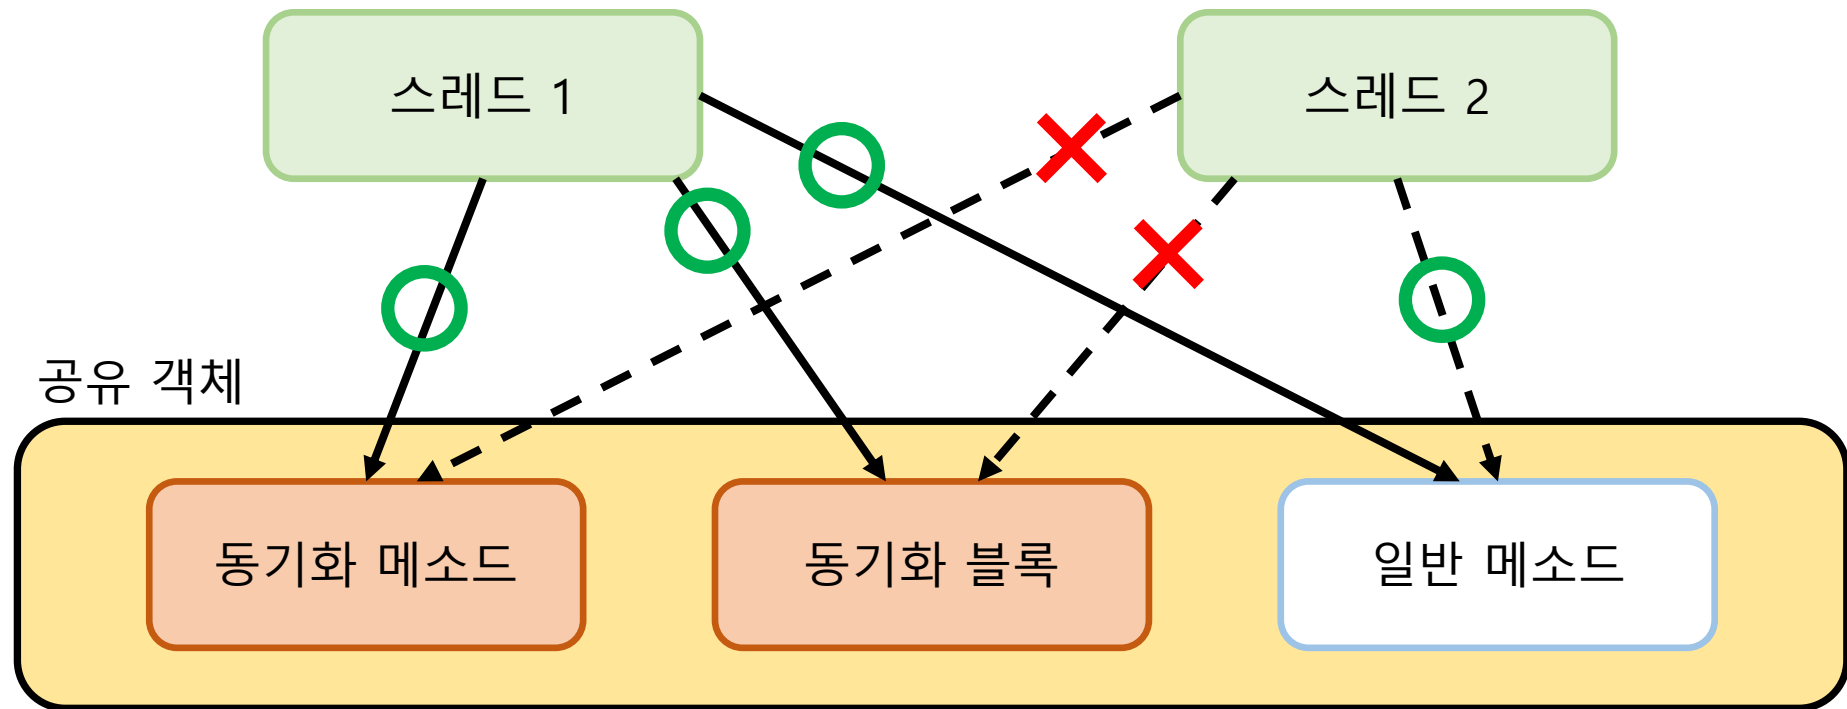 스레드 1
스레드 2
공유 객체
동기화 메소드
동기화 블록
일반 메소드